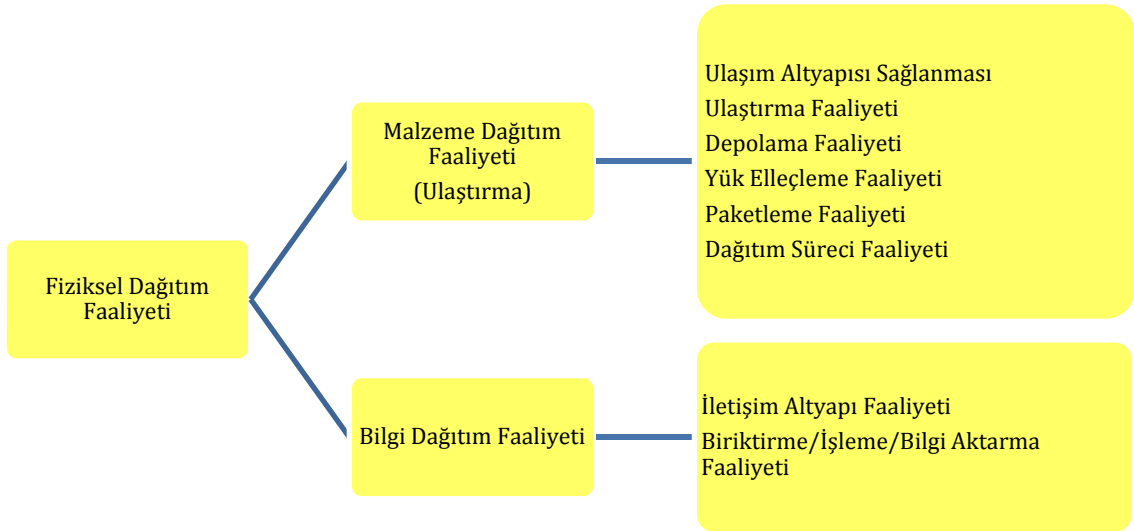 Fiziksel Dağıtım
Faaliyeti
Malzeme Dağıtım
Faaliyeti
(Ulaştırma)
Ulaşım Altyapısı Sağlanması
Ulaştırma Faaliyeti
Depolama Faaliyeti
Yük Elleçleme Faaliyeti
Paketleme Faaliyeti
Dağıtım Süreci Faaliyeti
Bilgi Dağıtım Faaliyeti
İletişim Altyapı Faaliyeti
Biriktirme/İşleme/Bilgi Aktarma
Faaliyeti